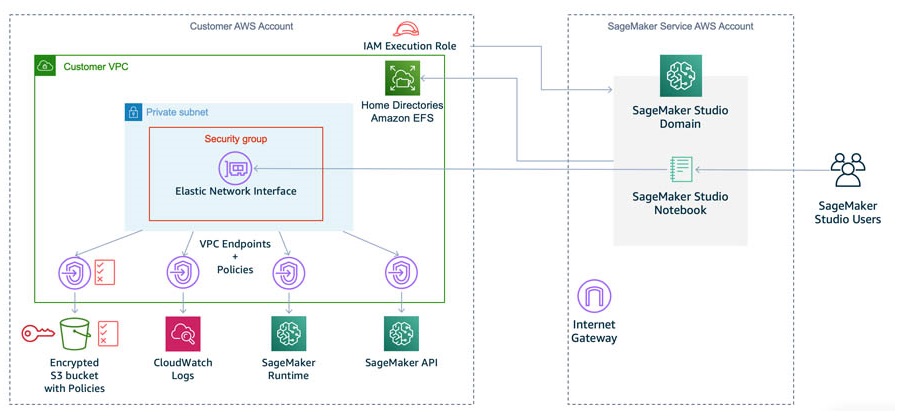 Customer AWS Account
SageMaker Service AWS Account
IAM Execution Role
Customer VPC
Home Directories
Amazon EFS
SageMaker Studio
Domain
Private subnet
Security group
Elastic Network Interface
SageMaker Studio
Notebook
SageMaker
Studio Users
VPC Endpoints
+
Policies
Internet
Gateway
Encrypted
S3 bucket
with Policies
CloudWatch
Logs
SageMaker
Runtime
SageMaker API